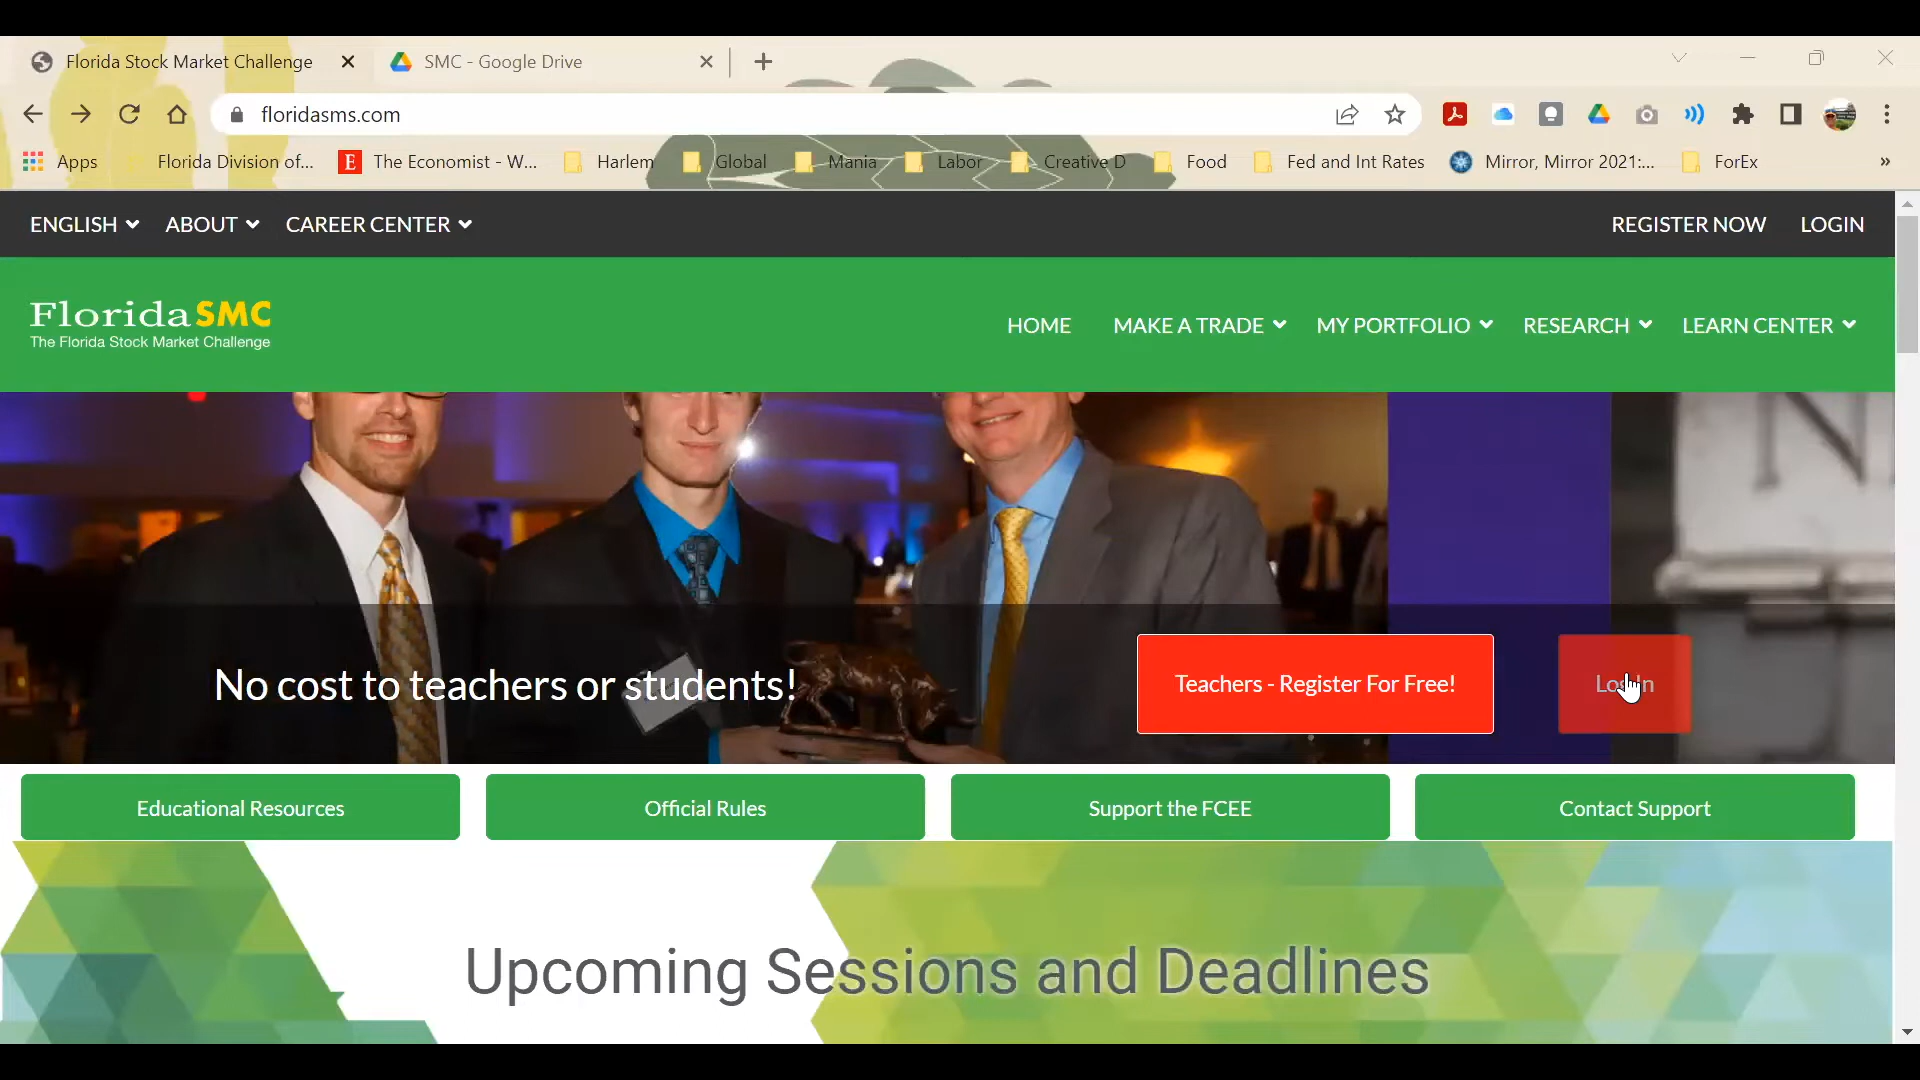 Florida Stock Market Challenge
SMC - Google Drive
floridasms.com
Apps
Florida Division of...
E
The Economist - W...
Harlem
Global
Mania
Labor
Creative D
Food
Fed and Int Rates
Mirror, Mirror 2021:...
ForEx
»
ENGLISH
ABOUT
CAREER CENTER
REGISTER NOW
LOGIN
Florida SMC
The Florida Stock Market Challenge
HOME
MAKE A TRADE
MY PORTFOLIO
RESEARCH
LEARN CENTER
N
No cost to teachers or students!
Teachers - Register For Free!
Educational Resources
Official Rules
Support the FCEE
Contact Support
Upcoming Sessions and Deadlines